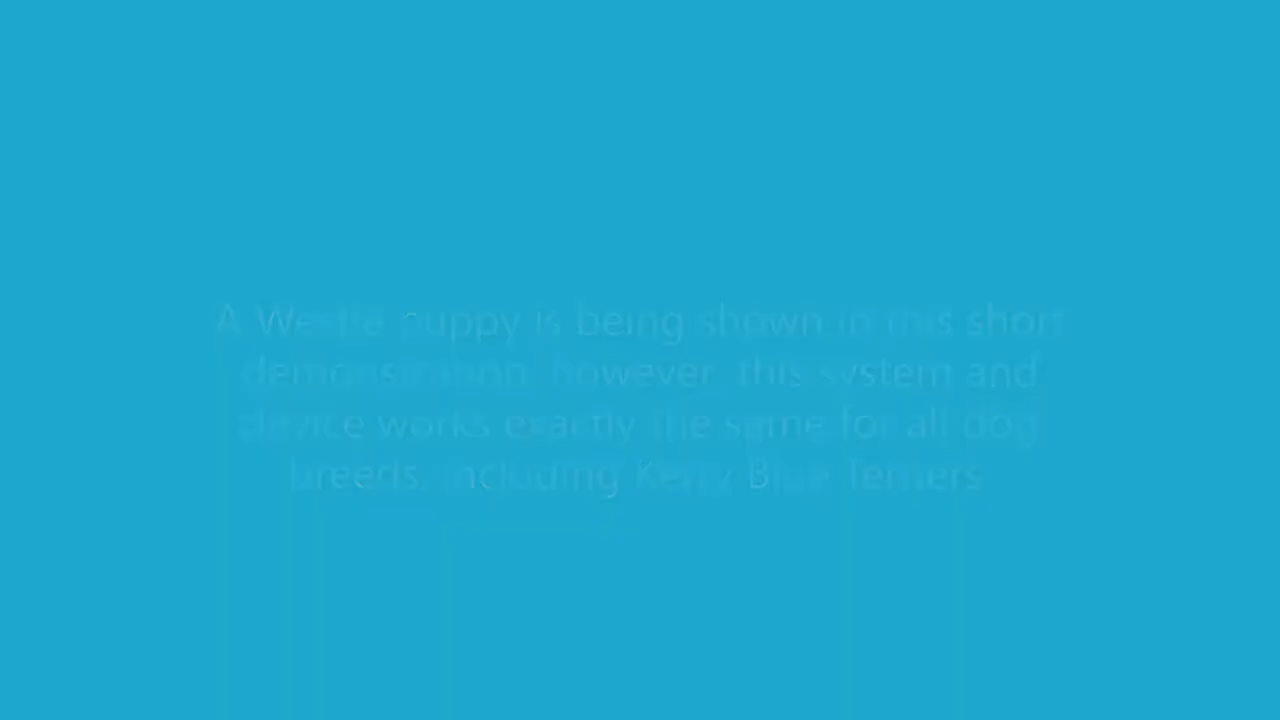 A Westie puppy is being shown in this short
demonstration, however, this system and
device works exactly the same for all dog
breeds, including Kerry Blue Terriers